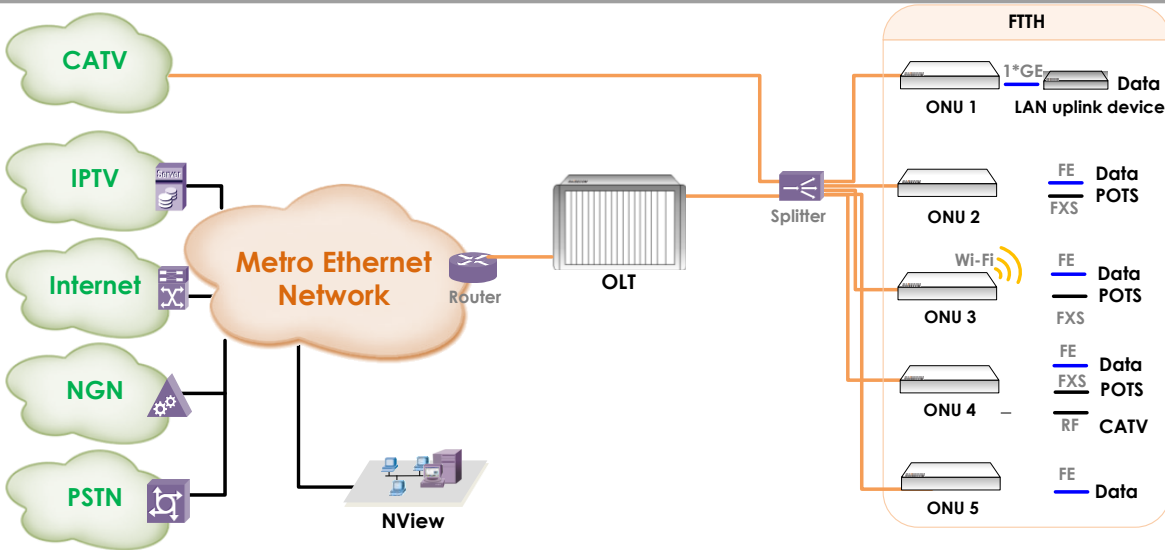 FTTH
CATV
1*GE
Data
ONU 1
LAN uplink device
IPTV
Server
Splitter
FE
Data
POTS
FXS
ONU 2
Internet
Metro Ethernet
Network
Router
OLT
Wi-Fi
FE
Data
POTS
FXS
ONU 3
NGN
FE
Data
FXS
POTS
ONU 4
RF
CATV
PSTN
NView
FE
Data
ONU 5